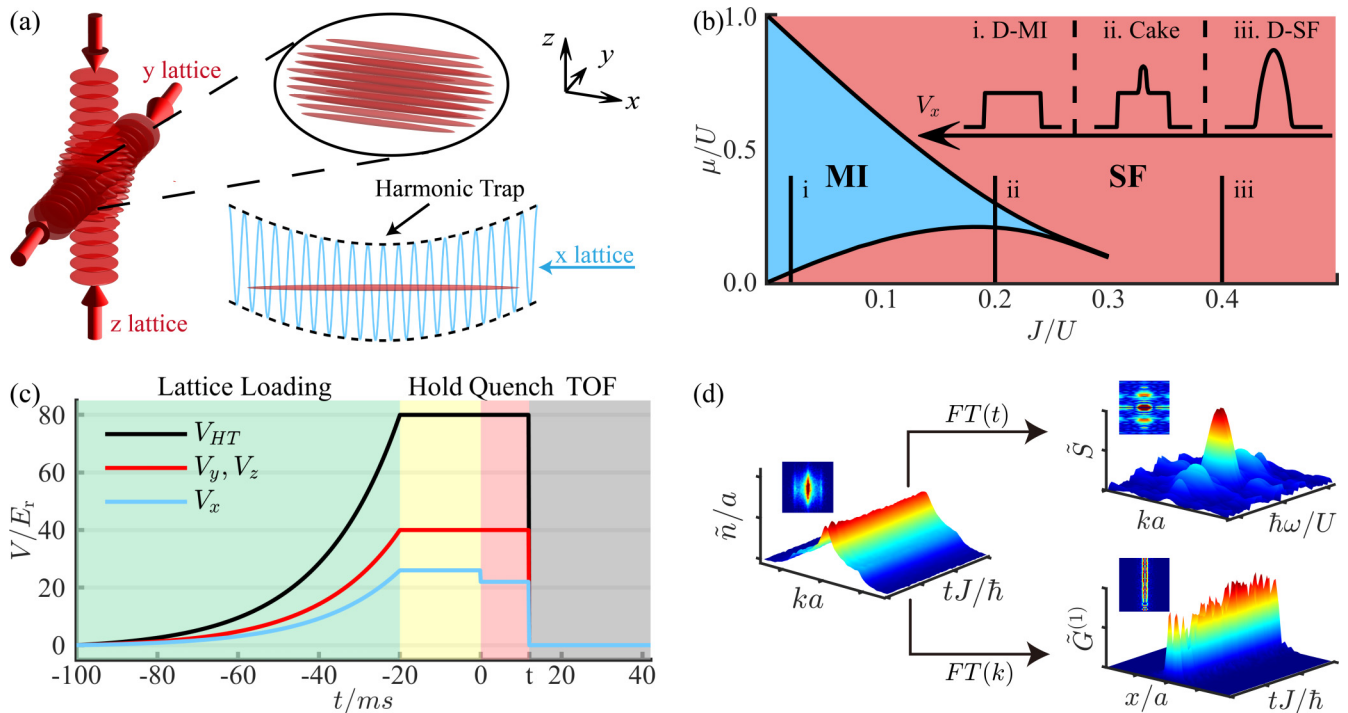 (a)
y lattice
z lattice
z
y
x
Harmonic Trap
x lattice
(b)
1.0
0.5
0.0
μ/U
i. D-MI
ii. Cake
iii. D-SF
V_x
MI
SF
i
ii
iii
0.1
0.2
0.3
0.4
J/U
(c)
Lattice Loading
Hold
Quench
TOF
80
60
40
20
0
V/E_r
V_{HT}
V_y, V_z
V_x
-100
-80
-60
-40
-20
0
t
20
40
t/ms
(d)
ñ/a
ka
tJ/ħ
FT(t)
FT(k)
S̃
ka
ħω/U
G̃^{(1)}
x/a
tJ/ħ